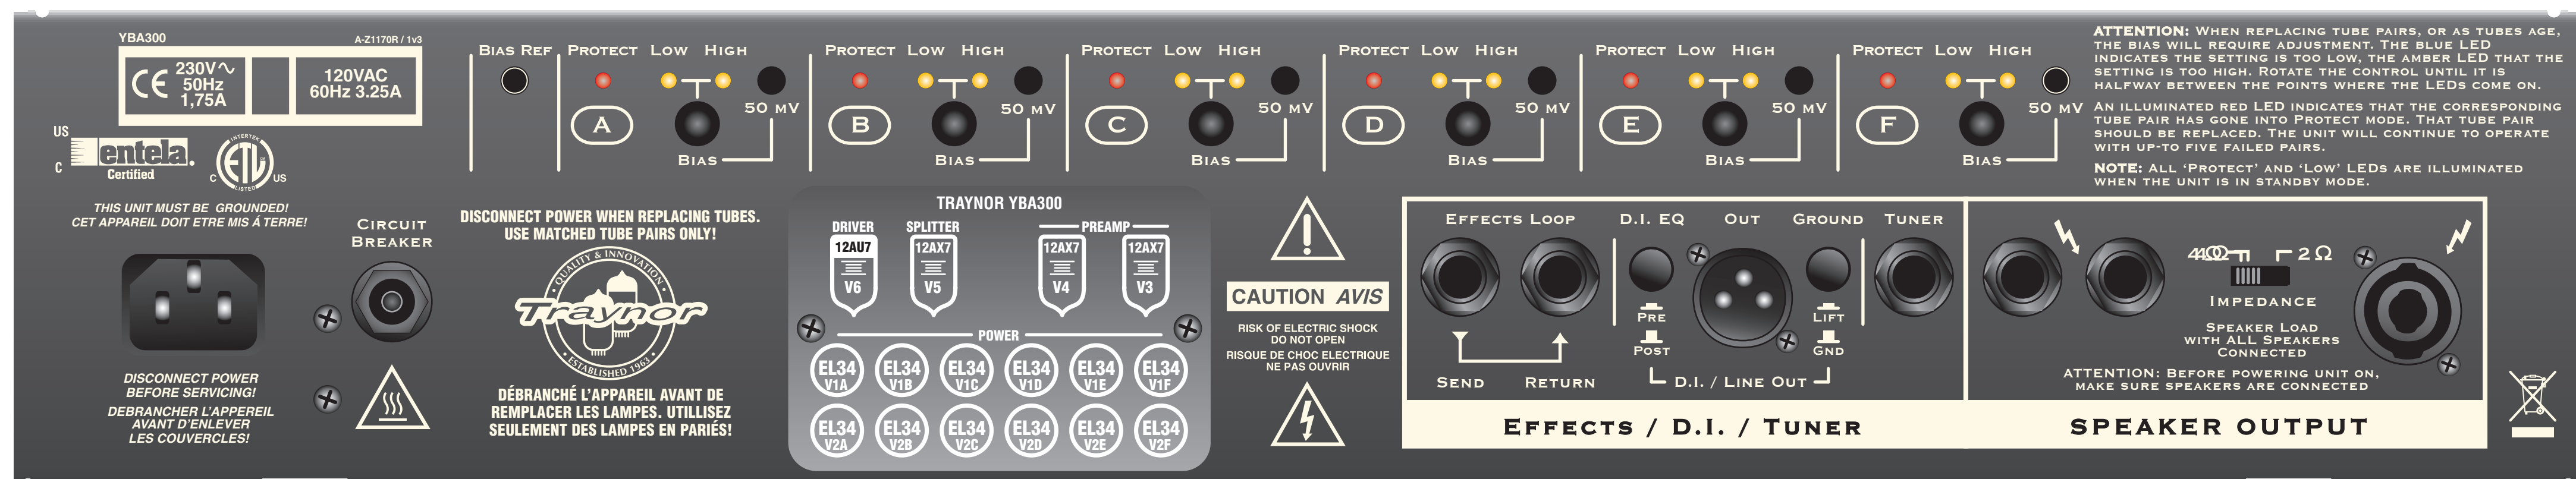 YBA300
A-Z1170R / 1v3
CE
230V∿
50Hz
1,75A
120VAC
60Hz 3.25A
US
C
entela.
Certified
INTERTEK
ETL
LISTED
C
US
THIS UNIT MUST BE GROUNDED!
CET APPAREIL DOIT ETRE MIS Á TERRE!
CIRCUIT
BREAKER
DISCONNECT POWER
BEFORE SERVICING!
DEBRANCHER L'APPEREIL
AVANT D'ENLEVER
LES COUVERCLES!
BIAS REF
PROTECT LOW HIGH
A
50 MV
BIAS
PROTECT LOW HIGH
B
50 MV
BIAS
PROTECT LOW HIGH
C
50 MV
BIAS
PROTECT LOW HIGH
D
50 MV
BIAS
PROTECT LOW HIGH
E
50 MV
BIAS
PROTECT LOW HIGH
F
50 MV
BIAS
ATTENTION: WHEN REPLACING TUBE PAIRS, OR AS TUBES AGE,
THE BIAS WILL REQUIRE ADJUSTMENT. THE BLUE LED
INDICATES THE SETTING IS TOO LOW, THE AMBER LED THAT THE
SETTING IS TOO HIGH. ROTATE THE CONTROL UNTIL IT IS
HALFWAY BETWEEN THE POINTS WHERE THE LEDS COME ON.
AN ILLUMINATED RED LED INDICATES THAT THE CORRESPONDING
TUBE PAIR HAS GONE INTO PROTECT MODE. THAT TUBE PAIR
SHOULD BE REPLACED. THE UNIT WILL CONTINUE TO OPERATE
WITH UP-TO FIVE FAILED PAIRS.
NOTE: ALL 'PROTECT' AND 'LOW' LEDS ARE ILLUMINATED
WHEN THE UNIT IS IN STANDBY MODE.
DISCONNECT POWER WHEN REPLACING TUBES.
USE MATCHED TUBE PAIRS ONLY!
QUALITY & INNOVATION
Traynor
ESTABLISHED 1963
DÉBRANCHÉ L'APPAREIL AVANT DE
REMPLACER LES LAMPES. UTILISEZ
SEULEMENT DES LAMPES EN PARIÉS!
TRAYNOR YBA300
DRIVER SPLITTER PREAMP
12AU7 12AX7 12AX7 12AX7
V6 V5 V4 V3
POWER
EL34 EL34 EL34 EL34 EL34 EL34
V1A V1B V1C V1D V1E V1F
EL34 EL34 EL34 EL34 EL34 EL34
V2A V2B V2C V2D V2E V2F
CAUTION AVIS
RISK OF ELECTRIC SHOCK
DO NOT OPEN
RISQUE DE CHOC ELECTRIQUE
NE PAS OUVRIR
EFFECTS LOOP
SEND RETURN
D.I. EQ OUT GROUND TUNER
PRE LIFT
POST GND
D.I. / LINE OUT
EFFECTS / D.I. / TUNER
2 Ω
IMPEDANCE
SPEAKER LOAD
WITH ALL SPEAKERS
CONNECTED
ATTENTION: BEFORE POWERING UNIT ON,
MAKE SURE SPEAKERS ARE CONNECTED
SPEAKER OUTPUT